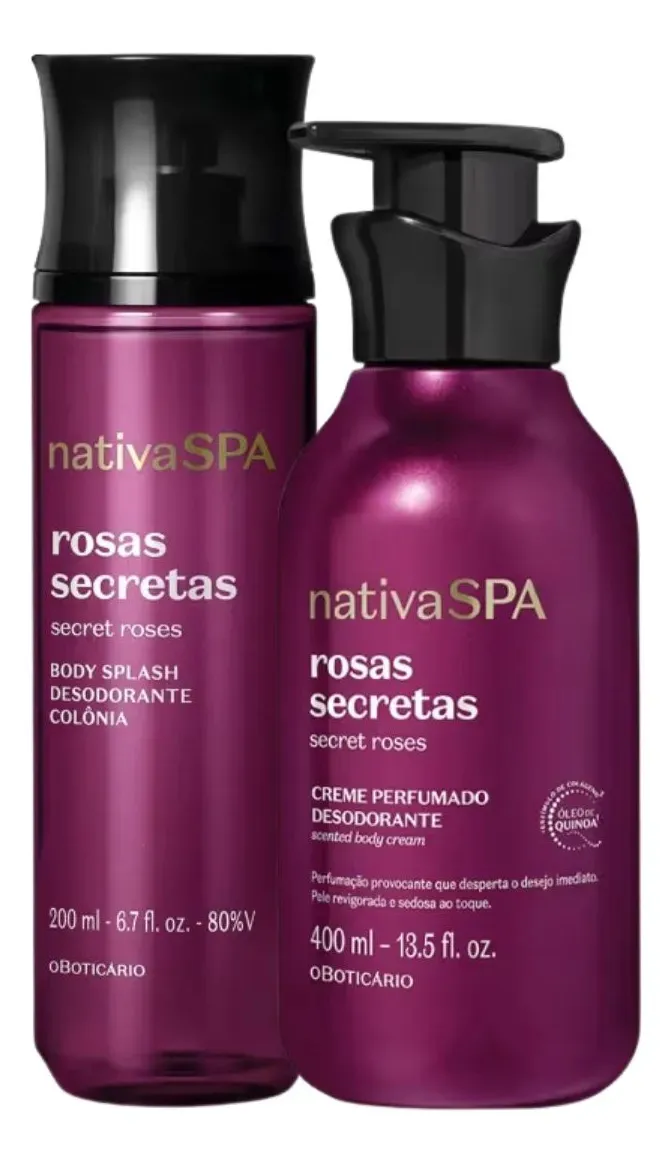 nativaSPA
rosas
secretas
secret roses
BODY SPLASH
DESODORANTE
COLÔNIA
200 ml - 6.7 fl. oz. - 80%V
oBOTICÁRIO
nativaSPA
rosas
secretas
secret roses
CREME PERFUMADO
DESODORANTE
scented body cream
ÓLEO DE
QUINOA
Perfumação provocante que desperta o desejo imediato.
Pele revigorada e sedosa ao toque.
400 ml – 13.5 fl. oz.
oBOTICÁRIO